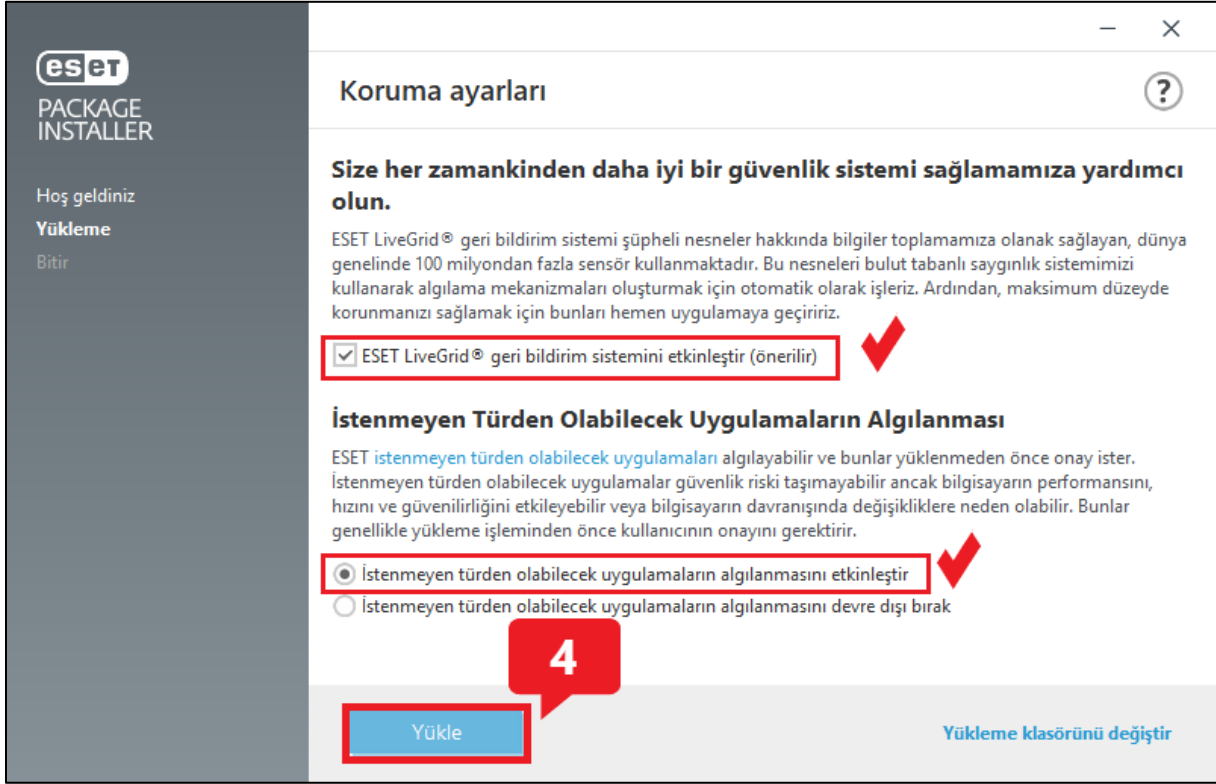 eset
PACKAGE
INSTALLER
Hoş geldiniz
Yükleme
Bitir
Koruma ayarları
?
Size her zamankinden daha iyi bir güvenlik sistemi sağlamamıza yardımcı
olun.
ESET LiveGrid® geri bildirim sistemi şüpheli nesneler hakkında bilgiler toplamamıza olanak sağlayan, dünya
genelinde 100 milyondan fazla sensör kullanmaktadır. Bu nesneleri bulut tabanlı saygınlık sistemimizi
kullanarak algılama mekanizmaları oluşturmak için otomatik olarak işleriz. Ardından, maksimum düzeyde
korunmanızı sağlamak için bunları hemen uygulamaya geçiririz.
ESET LiveGrid® geri bildirim sistemini etkinleştir (önerilir)
İstenmeyen Türden Olabilecek Uygulamaların Algılanması
ESET istenmeyen türden olabilecek uygulamaları algılayabilir ve bunlar yüklenmeden önce onay ister.
İstenmeyen türden olabilecek uygulamalar güvenlik riski taşımayabilir ancak bilgisayarın performansını,
hızını ve güvenilirliğini etkileyebilir veya bilgisayarın davranışında değişikliklere neden olabilir. Bunlar
genellikle yükleme işleminden önce kullanıcının onayını gerektirir.
İstenmeyen türden olabilecek uygulamaların algılanmasını etkinleştir
İstenmeyen türden olabilecek uygulamaların algılanmasını devre dışı bırak
4
Yükle
Yükleme klasörünü değiştir